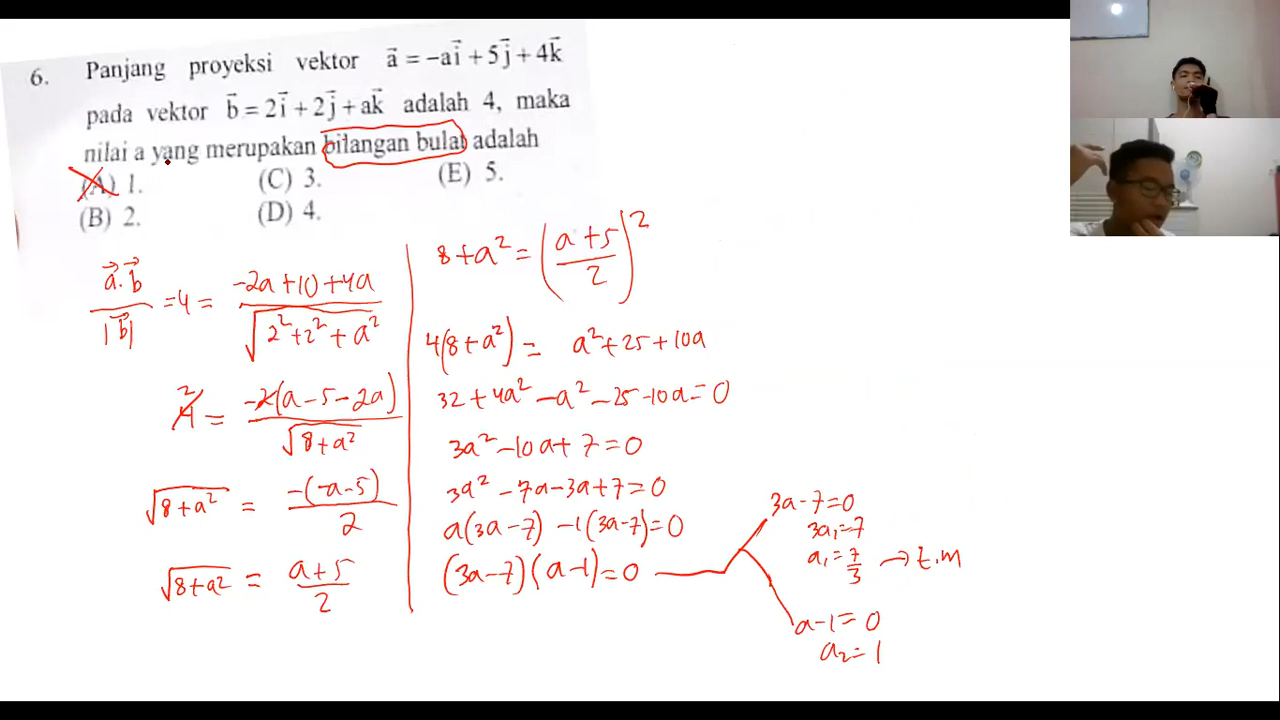 6. Panjang proyeksi vektor a⃗ = −ai⃗ + 5j⃗ + 4k⃗
pada vektor b⃗ = 2i⃗ + 2j⃗ + ak⃗ adalah 4, maka
nilai a yang merupakan bilangan bulat adalah
(A) 1. (C) 3. (E) 5.
(B) 2. (D) 4.
a⃗.b⃗ / |b⃗| = 4 = (-2a+10+4a) / √(2²+2²+a²)
2 4 = -2(a-5-2a) / √(8+a²)
√(8+a²) = -(-a-5) / 2
√(8+a²) = (a+5) / 2
8+a² = ((a+5)/2)²
4(8+a²) = a²+25+10a
32+4a²-a²-25-10a=0
3a²-10a+7=0
3a²-7a-3a+7=0
a(3a-7)-1(3a-7)=0
(3a-7)(a-1)=0
3a-7=0
3a₁=7
a₁=7/3 → t.m
a-1=0
a₂=1